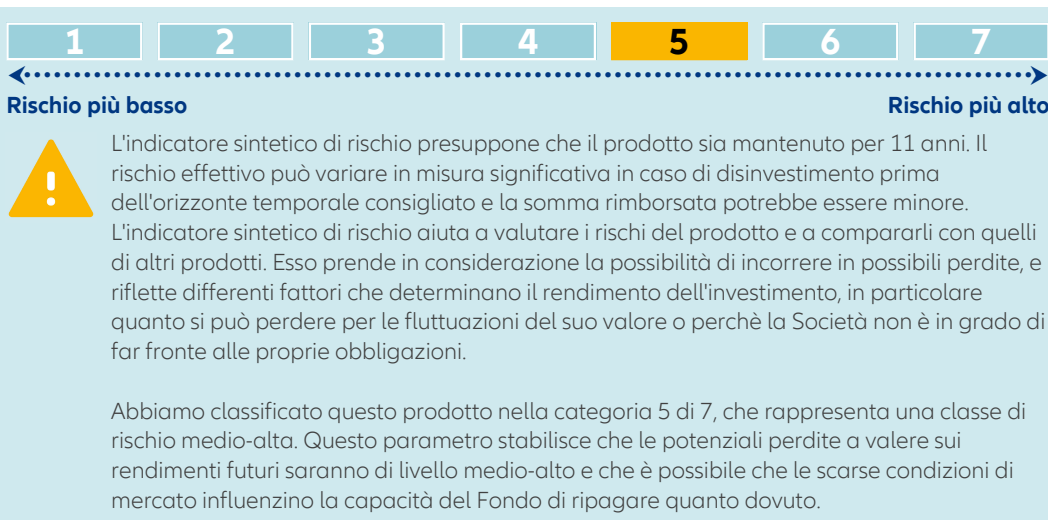 1 2 3 4 5 6 7
Rischio più basso Rischio più alto
L'indicatore sintetico di rischio presuppone che il prodotto sia mantenuto per 11 anni. Il
rischio effettivo può variare in misura significativa in caso di disinvestimento prima
dell'orizzonte temporale consigliato e la somma rimborsata potrebbe essere minore.
L'indicatore sintetico di rischio aiuta a valutare i rischi del prodotto e a compararli con quelli
di altri prodotti. Esso prende in considerazione la possibilità di incorrere in possibili perdite, e
riflette differenti fattori che determinano il rendimento dell'investimento, in particolare
quanto si può perdere per le fluttuazioni del suo valore o perchè la Società non è in grado di
far fronte alle proprie obbligazioni.
Abbiamo classificato questo prodotto nella categoria 5 di 7, che rappresenta una classe di
rischio medio-alta. Questo parametro stabilisce che le potenziali perdite a valere sui
rendimenti futuri saranno di livello medio-alto e che è possibile che le scarse condizioni di
mercato influenzino la capacità del Fondo di ripagare quanto dovuto.